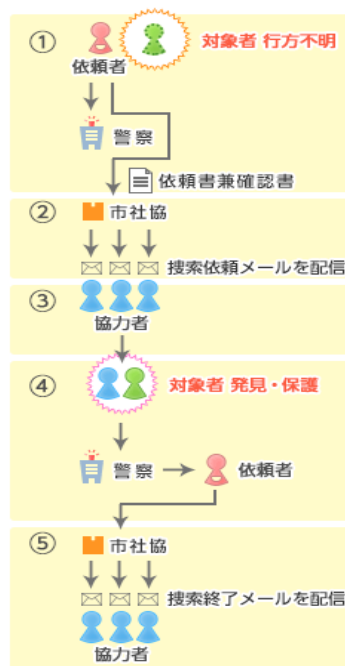 ① 対象者 行方不明
依頼者
警察
依頼書兼確認書
② 市社協
捜索依頼メールを配信
③
協力者
④ 対象者 発見・保護
警察 依頼者
⑤ 市社協
捜索終了メールを配信
協力者